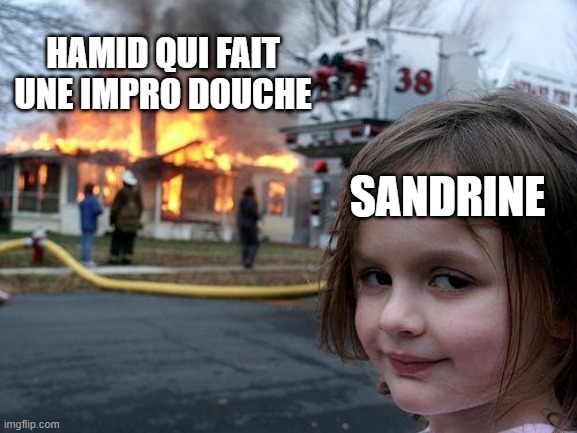 HAMID QUI FAIT
UNE IMPRO DOUCHE
38
SANDRINE
imgflip.com